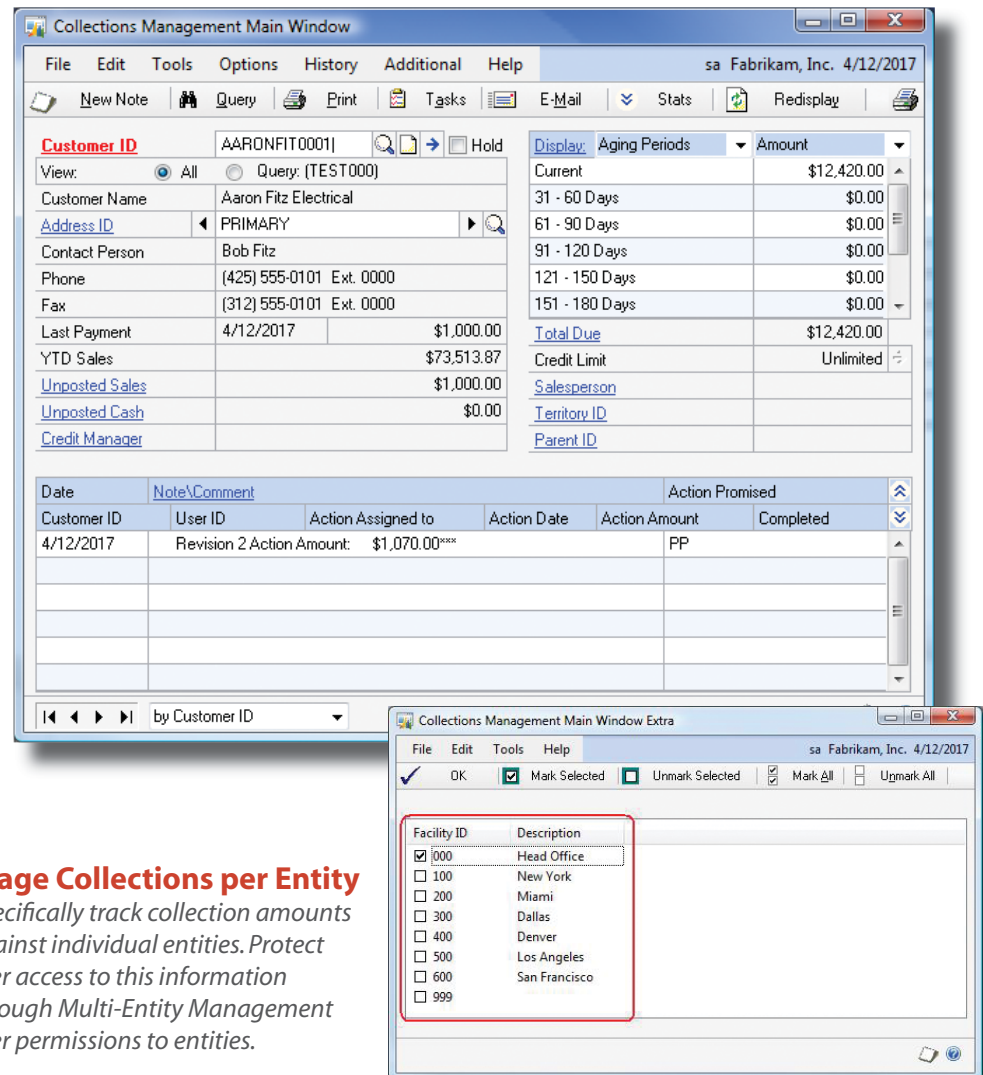 Collections Management Main Window
File Edit Tools Options History Additional Help sa Fabrikam, Inc. 4/12/2017
New Note Query Print Tasks E-Mail Stats Redisplay
Customer ID AARONFIT0001 Hold
View: All Query: (TEST000)
Customer Name Aaron Fitz Electrical
Address ID PRIMARY
Contact Person Bob Fitz
Phone (425) 555-0101 Ext. 0000
Fax (312) 555-0101 Ext. 0000
Last Payment 4/12/2017 $1,000.00
YTD Sales $73,513.87
Unposted Sales $1,000.00
Unposted Cash $0.00
Credit Manager
Display: Aging Periods Amount
Current $12,420.00
31 - 60 Days $0.00
61 - 90 Days $0.00
91 - 120 Days $0.00
121 - 150 Days $0.00
151 - 180 Days $0.00
Total Due $12,420.00
Credit Limit Unlimited
Salesperson
Territory ID
Parent ID
Date Note\Comment Action Promised
Customer ID User ID Action Assigned to Action Date Action Amount Completed
4/12/2017 Revision 2 Action Amount: $1,070.00*** PP
by Customer ID
Collections Management Main Window Extra
File Edit Tools Help sa Fabrikam, Inc. 4/12/2017
OK Mark Selected Unmark Selected Mark All Unmark All
Facility ID Description
000 Head Office
100 New York
200 Miami
300 Dallas
400 Denver
500 Los Angeles
600 San Francisco
999
age Collections per Entity
ecifically track collection amounts
ainst individual entities. Protect
er access to this information
ough Multi-Entity Management
er permissions to entities.